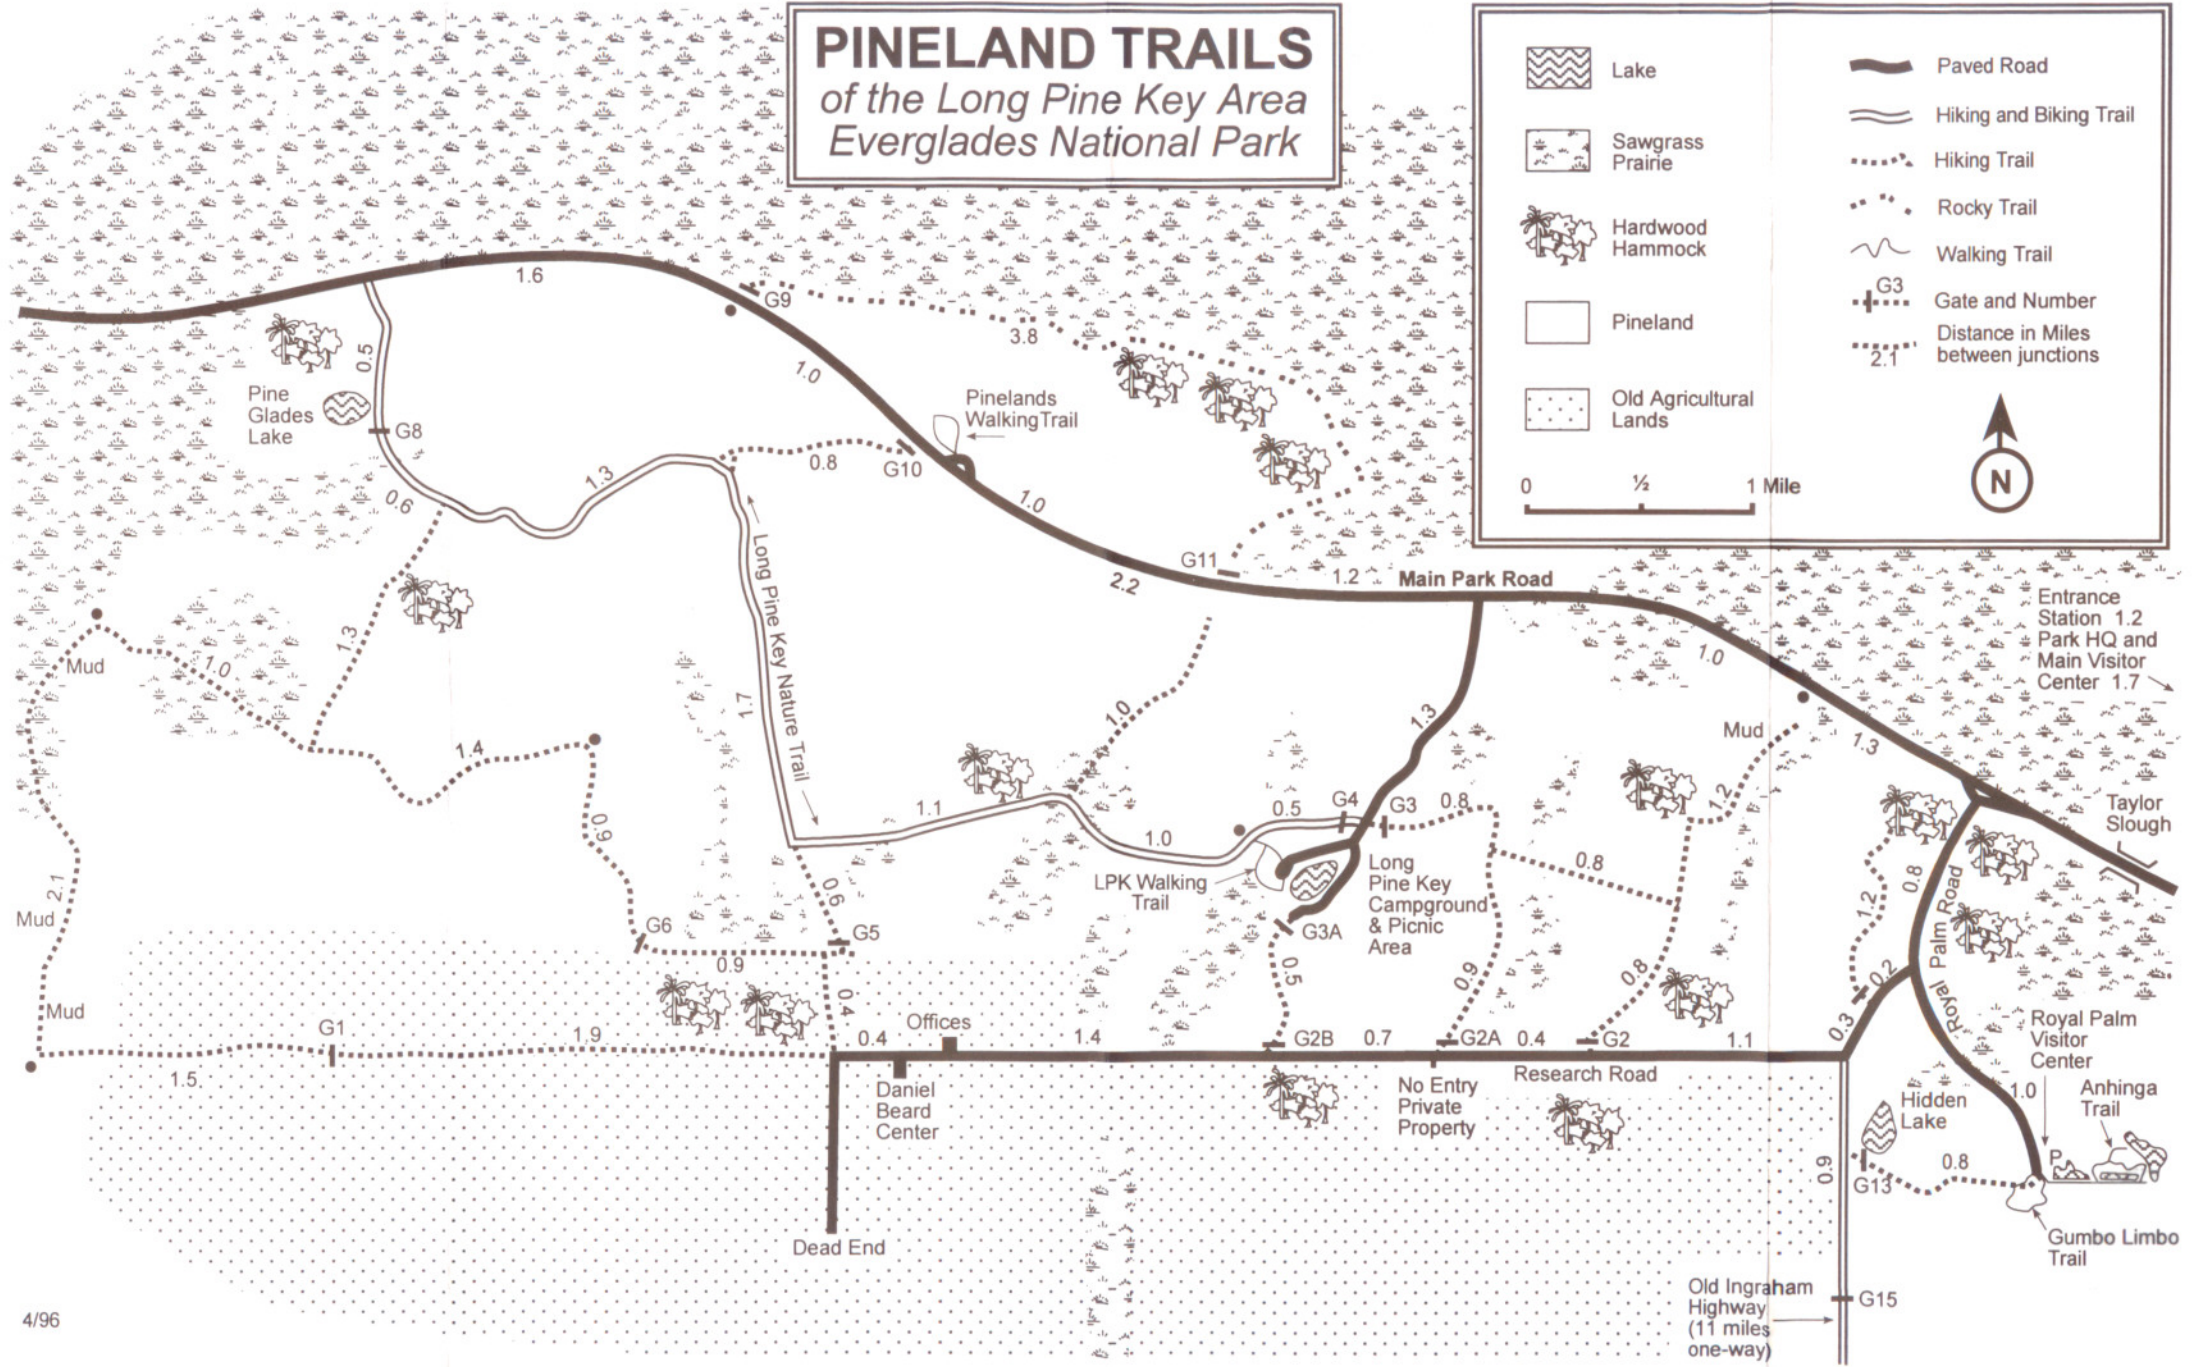 PINELAND TRAILS
of the Long Pine Key Area
Everglades National Park
Lake
Sawgrass
Prairie
Hardwood
Hammock
Pineland
Old Agricultural
Lands
Paved Road
Hiking and Biking Trail
Hiking Trail
Rocky Trail
Walking Trail
G3
Gate and Number
Distance in Miles
between junctions
2.1
0
½
1 Mile
N
1.6
G9
3.8
1.0
0.5
Pine
Glades
Lake
G8
0.6
1.3
0.8
G10
Pinelands
WalkingTrail
1.0
2.2
G11
1.2
Main Park Road
1.0
1.3
Entrance
Station 1.2
Park HQ and
Main Visitor
Center 1.7
Taylor
Slough
Mud
1.0
1.3
1.4
0.9
Long Pine Key Nature Trail
1.7
1.0
1.3
Mud
1.2
1.1
1.0
0.5
G4
G3
0.8
0.8
LPK Walking
Trail
Long
Pine Key
Campground
& Picnic
Area
G3A
0.5
0.9
0.8
1.2
0.8
Royal Palm Road
0.2
0.3
2.1
Mud
Mud
G6
0.9
0.6
G5
0.4
G1
1.9
1.5
0.4
Offices
1.4
G2B
0.7
G2A
0.4
G2
1.1
Research Road
Daniel
Beard
Center
No Entry
Private
Property
Dead End
Royal Palm
Visitor
Center
1.0
Anhinga
Trail
Hidden
Lake
P
0.9
G13
0.8
Gumbo Limbo
Trail
Old Ingraham
Highway
(11 miles
one-way)
G15
4/96